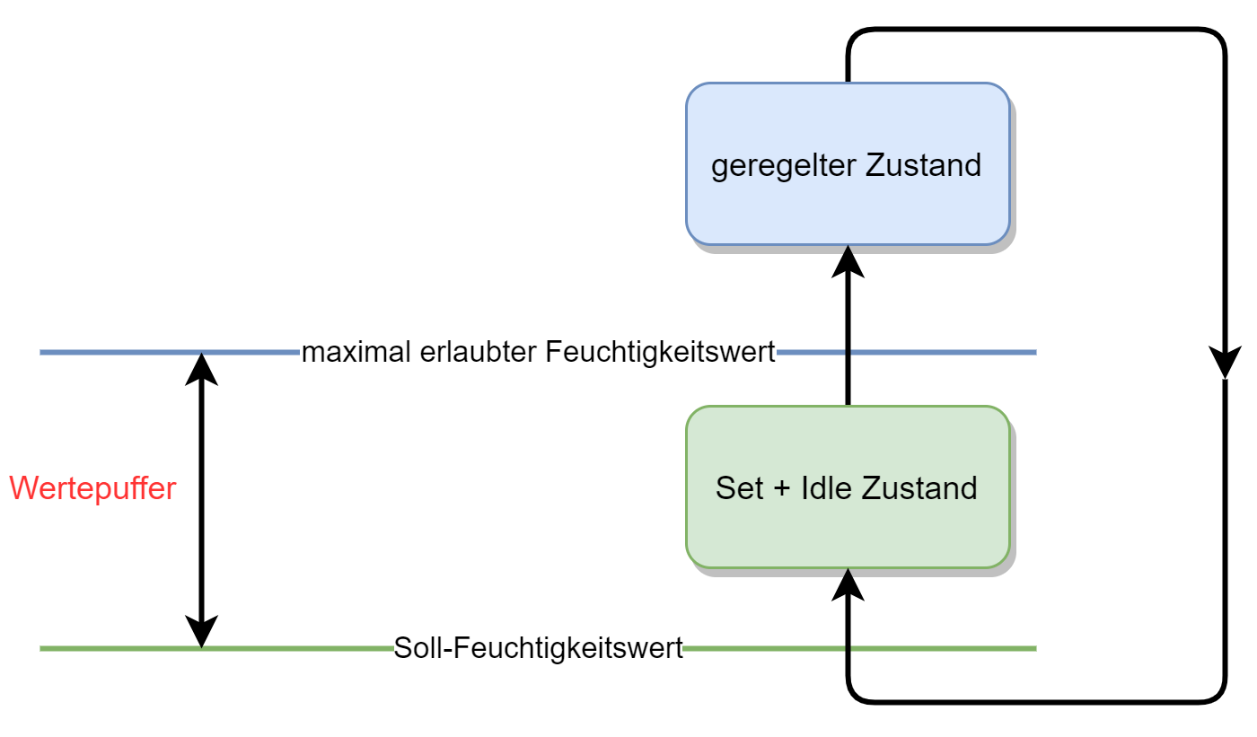 geregelter Zustand
maximal erlaubter Feuchtigkeitswert
Wertepuffer
Set + Idle Zustand
Soll-Feuchtigkeitswert